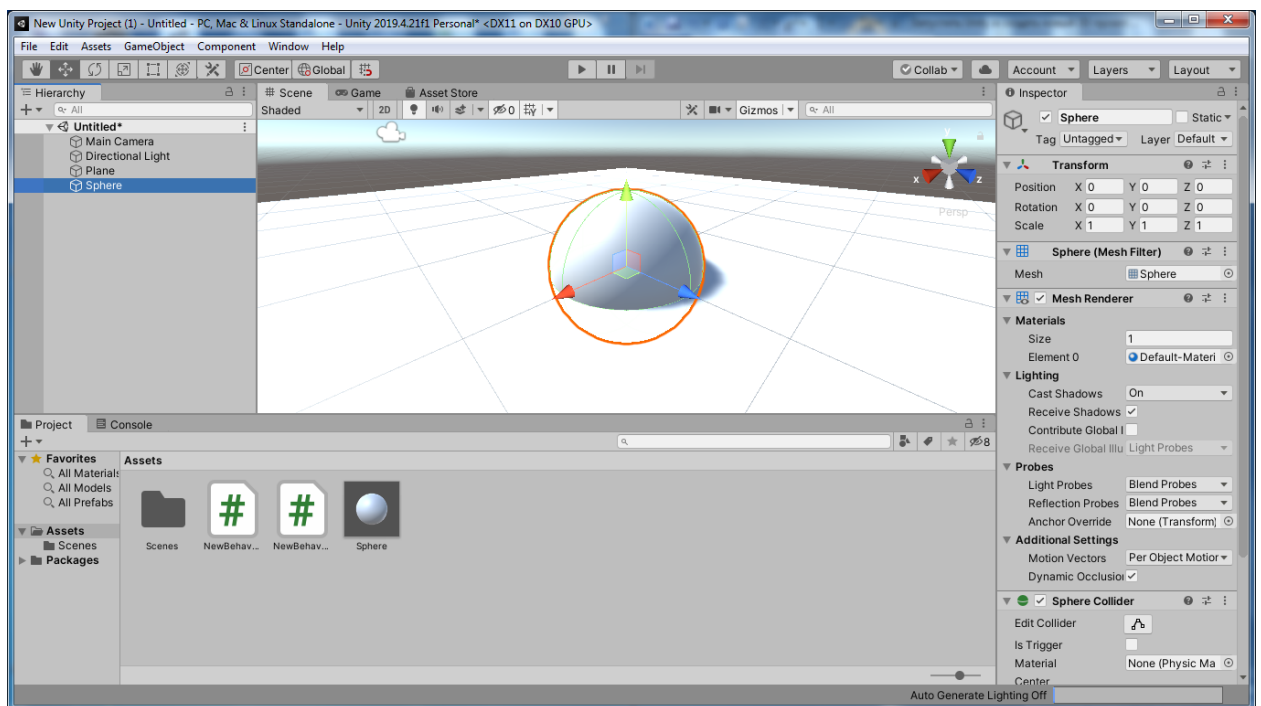 New Unity Project (1) - Untitled - PC, Mac & Linux Standalone - Unity 2019.4.21f1 Personal* <DX11 on DX10 GPU>
File Edit Assets GameObject Component Window Help
Center Global Collab Account Layers Layout
Hierarchy
All
Untitled*
Main Camera
Directional Light
Plane
Sphere
Scene Game Asset Store
Shaded 2D 0 Gizmos All
y
x z
Persp
Inspector
Sphere Static
Tag Untagged Layer Default
Transform
Position X 0 Y 0 Z 0
Rotation X 0 Y 0 Z 0
Scale X 1 Y 1 Z 1
Sphere (Mesh Filter)
Mesh Sphere
Mesh Renderer
Materials
Size 1
Element 0 Default-Materi
Lighting
Cast Shadows On
Receive Shadows
Contribute Global I
Receive Global Illu Light Probes
Probes
Light Probes Blend Probes
Reflection Probes Blend Probes
Anchor Override None (Transform)
Additional Settings
Motion Vectors Per Object Motior
Dynamic Occlusion
Sphere Collider
Edit Collider
Is Trigger
Material None (Physic Ma
Center
Project Console
8
Favorites
All Materials
All Models
All Prefabs
Assets
Scenes
Packages
Assets
Scenes NewBehav... NewBehav... Sphere
Auto Generate Lighting Off